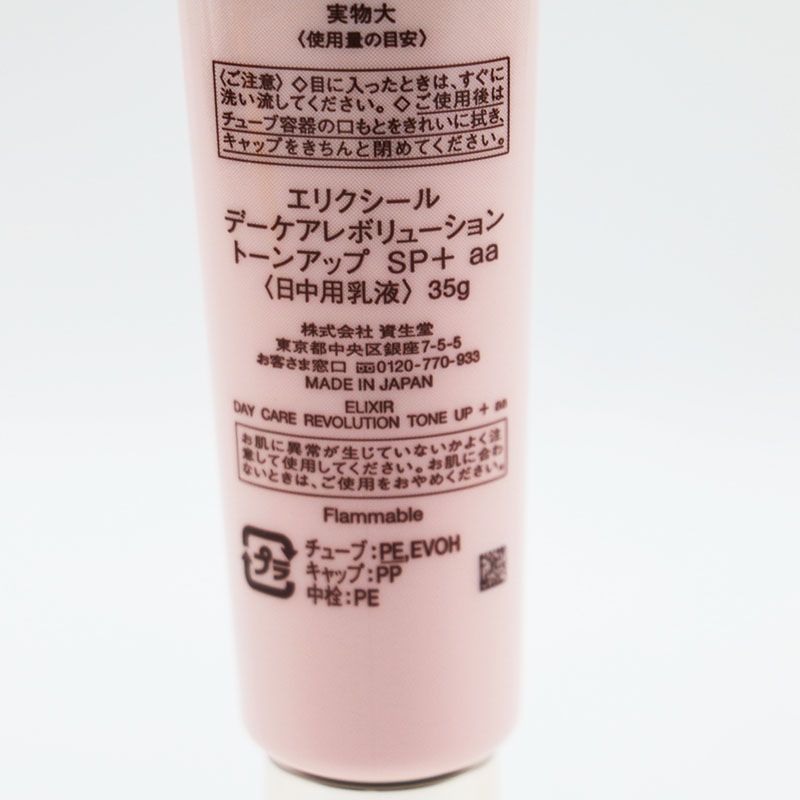 実物大
〈使用量の目安〉
〈ご注意〉◇目に入ったときは、すぐに
洗い流してください。◇ご使用後は
チューブ容器の口もとをきれいに拭き、
キャップをきちんと閉めてください。
エリクシール
デーケアレボリューション
トーンアップ SP＋ aa
〈日中用乳液〉 35g
株式会社 資生堂
東京都中央区銀座7-5-5
お客さま窓口 0120-770-933
MADE IN JAPAN
ELIXIR
DAY CARE REVOLUTION TONE UP + aa
お肌に異常が生じていないかよく注
意して使用してください。お肌に合わ
ないときは、ご使用をおやめください。
Flammable
プラ
チューブ:PE,EVOH
キャップ:PP
中栓:PE